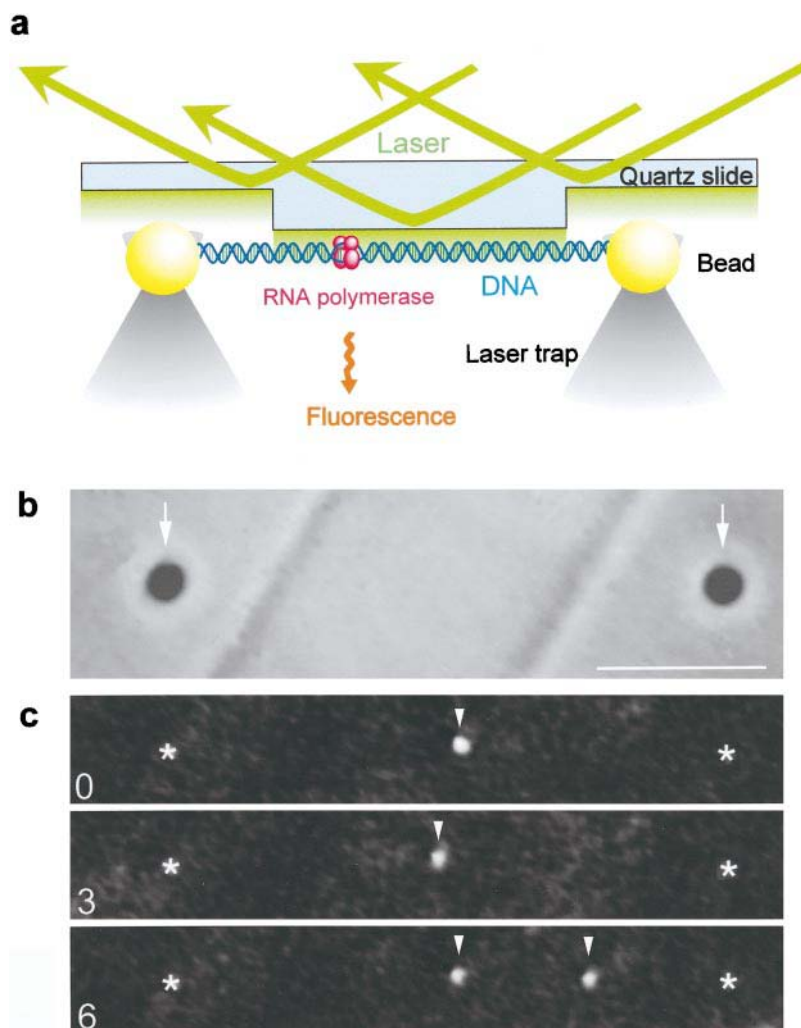 a
Laser
Quartz slide
Bead
RNA polymerase
DNA
Laser trap
Fluorescence
b
c
* *
0
* *
3
* *
6